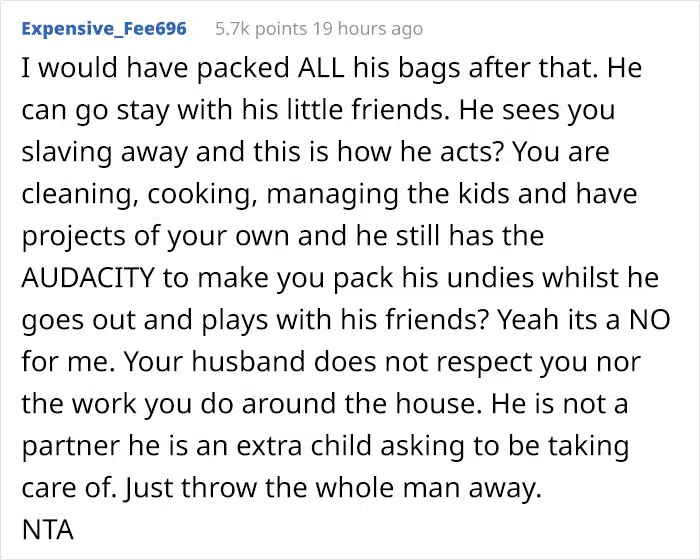 Expensive_Fee696 5.7k points 19 hours ago
I would have packed ALL his bags after that. He
can go stay with his little friends. He sees you
slaving away and this is how he acts? You are
cleaning, cooking, managing the kids and have
projects of your own and he still has the
AUDACITY to make you pack his undies whilst he
goes out and plays with his friends? Yeah its a NO
for me. Your husband does not respect you nor
the work you do around the house. He is not a
partner he is an extra child asking to be taking
care of. Just throw the whole man away.
NTA